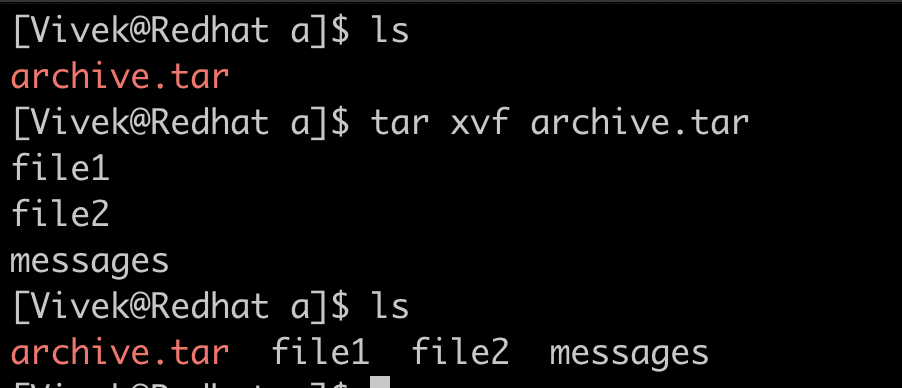 [Vivek@Redhat a]$ ls
archive.tar
[Vivek@Redhat a]$ tar xvf archive.tar
file1
file2
messages
[Vivek@Redhat a]$ ls
archive.tar  file1  file2  messages